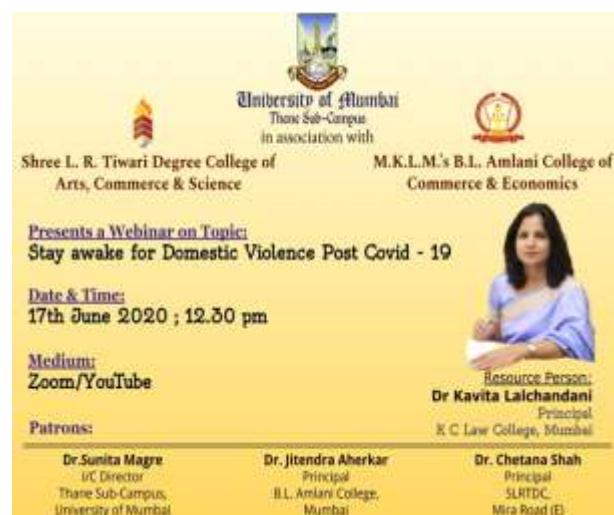 University of Mumbai
Thane Sub-Campus
in association with
Shree L. R. Tiwari Degree College of
Arts, Commerce & Science
M.K.L.M.'s B.L. Amlani College of
Commerce & Economics
Presents a Webinar on Topic:
Stay awake for Domestic Violence Post Covid - 19
Date & Time:
17th June 2020 ; 12.30 pm
Medium:
Zoom/YouTube
Resource Person:
Dr Kavita Lalchandani
Principal
K C Law College, Mumbai
Patrons:
Dr.Sunita Magre
I/C Director
Thane Sub-Campus,
University of Mumbai
Dr. Jitendra Aherkar
Principal
B.L. Amlani College,
Mumbai
Dr. Chetana Shah
Principal
SLRTDC,
Mira Road (E)